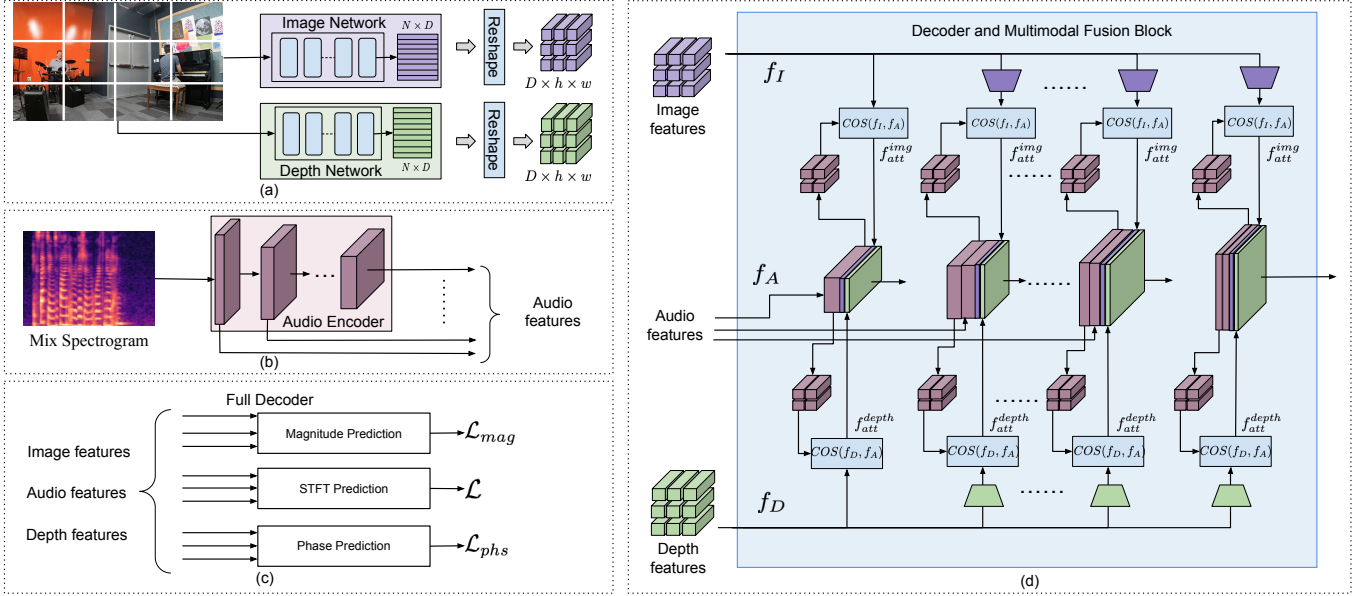 Image Network
N × D
Reshape
D × h × w
Depth Network
N × D
Reshape
D × h × w
(a)
Mix Spectrogram
Audio Encoder
Audio
features
(b)
Full Decoder
Image features
Audio features
Depth features
Magnitude Prediction
ℒmag
STFT Prediction
ℒ
Phase Prediction
ℒphs
(c)
Decoder and Multimodal Fusion Block
Image
features
f_I
COS(f_I, f_A)
COS(f_I, f_A)
COS(f_I, f_A)
COS(f_I, f_A)
f_att^img
f_att^img
f_att^img
f_att^img
f_A
Audio
features
f_att^depth
f_att^depth
f_att^depth
f_att^depth
COS(f_D, f_A)
COS(f_D, f_A)
COS(f_D, f_A)
COS(f_D, f_A)
f_D
Depth
features
(d)